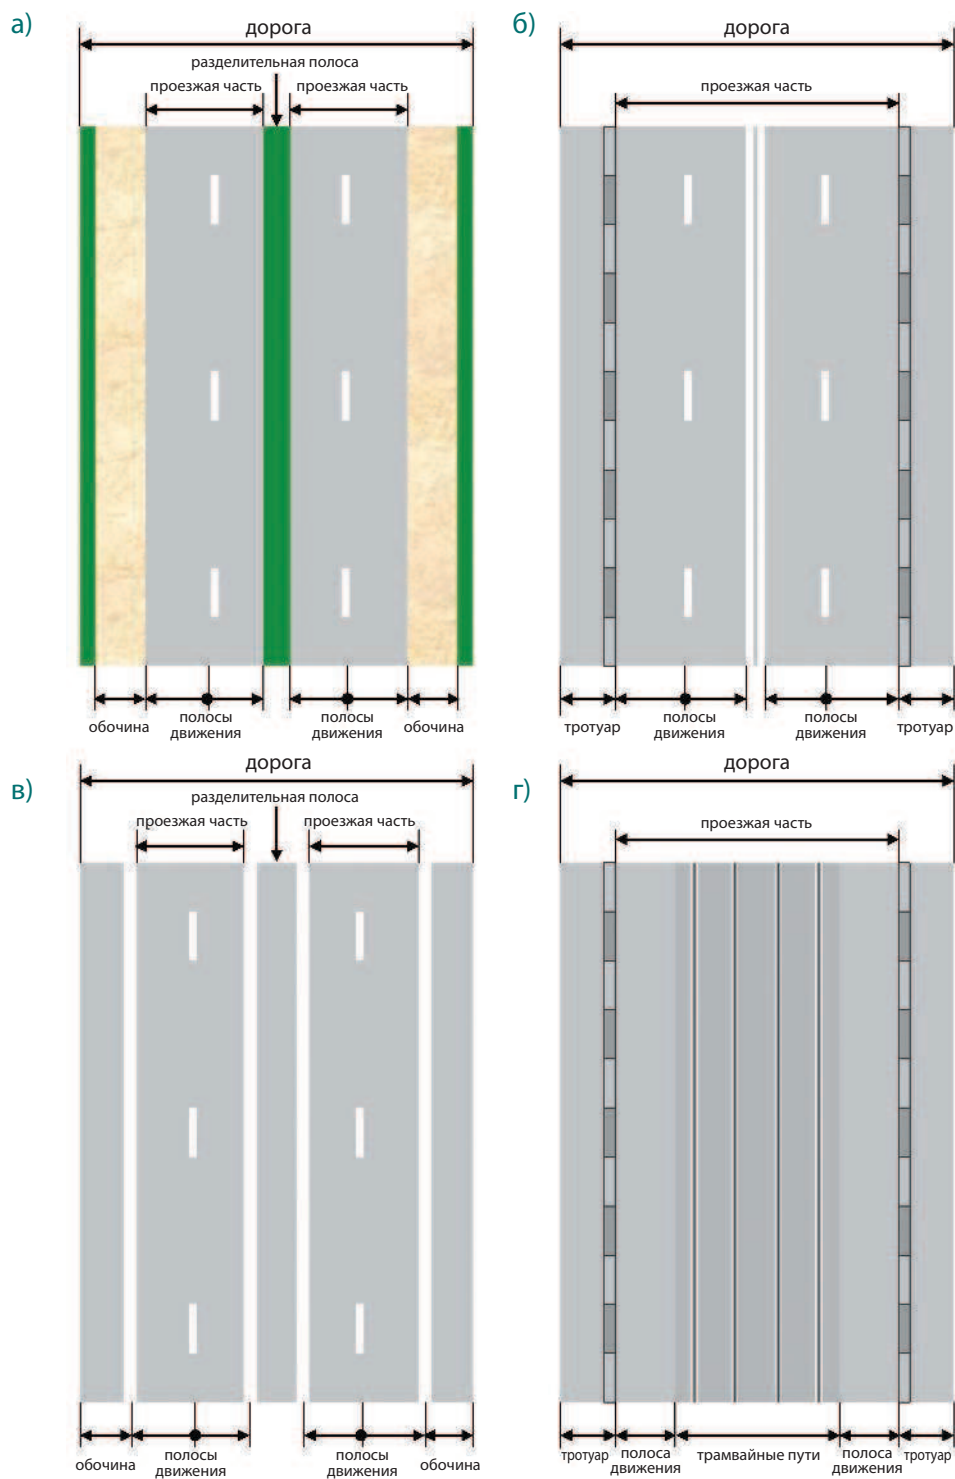 а)
дорога
разделительная полоса
проезжая часть проезжая часть
обочина полосы движения полосы движения обочина
б)
дорога
проезжая часть
тротуар полосы движения полосы движения тротуар
в)
дорога
разделительная полоса
проезжая часть проезжая часть
обочина полосы движения полосы движения обочина
г)
дорога
проезжая часть
тротуар полоса движения трамвайные пути полоса движения тротуар